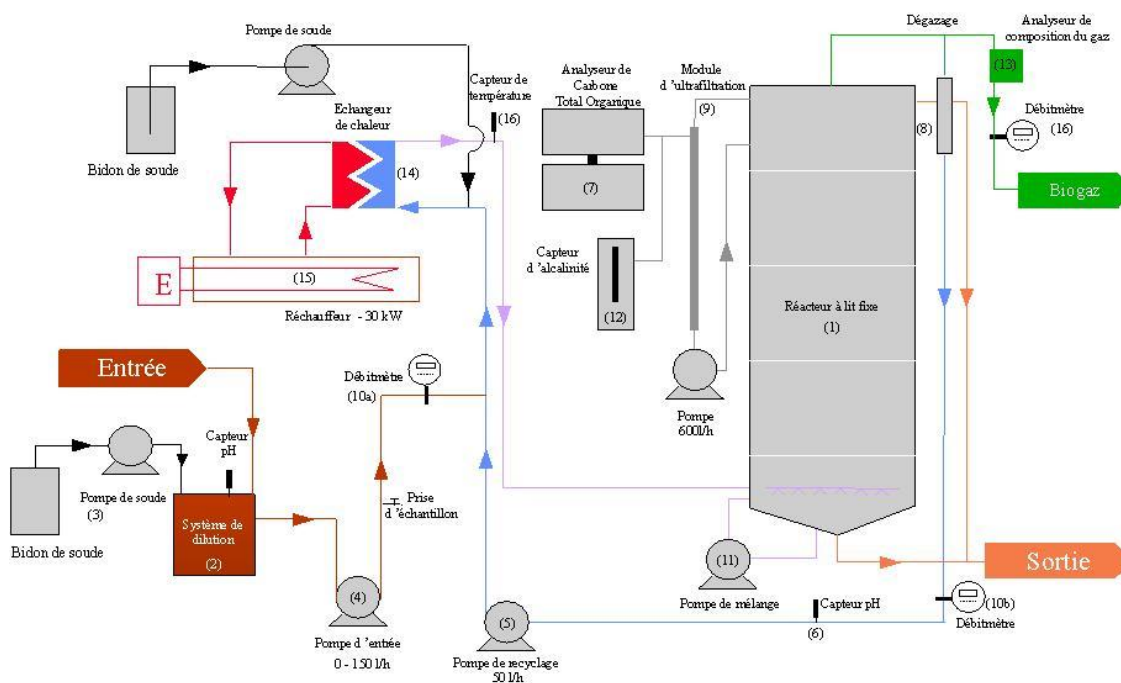 Pompe de soude
Bidon de soude
Echangeur
de chaleur
(14)
Capteur de
température
(16)
E
(15)
Réchauffeur - 30 kW
Analyseur de
Carbone
Total Organique
(7)
Module
d 'ultrafiltration
(9)
Capteur
d 'alcalinité
(12)
Pompe
600l/h
Dégazage
Analyseur de
composition du gaz
(13)
(8)
Débitmètre
(16)
Biogaz
Réacteur à lit fixe
(1)
Entrée
Capteur
pH
Pompe de soude
(3)
Bidon de soude
Système de
dilution
(2)
Débitmètre
(10a)
Prise
d 'échantillon
(4)
Pompe d 'entrée
0 - 150 l/h
(5)
Pompe de recyclage
50 l/h
(11)
Pompe de mélange
Capteur pH
(6)
(10b)
Débitmètre
Sortie